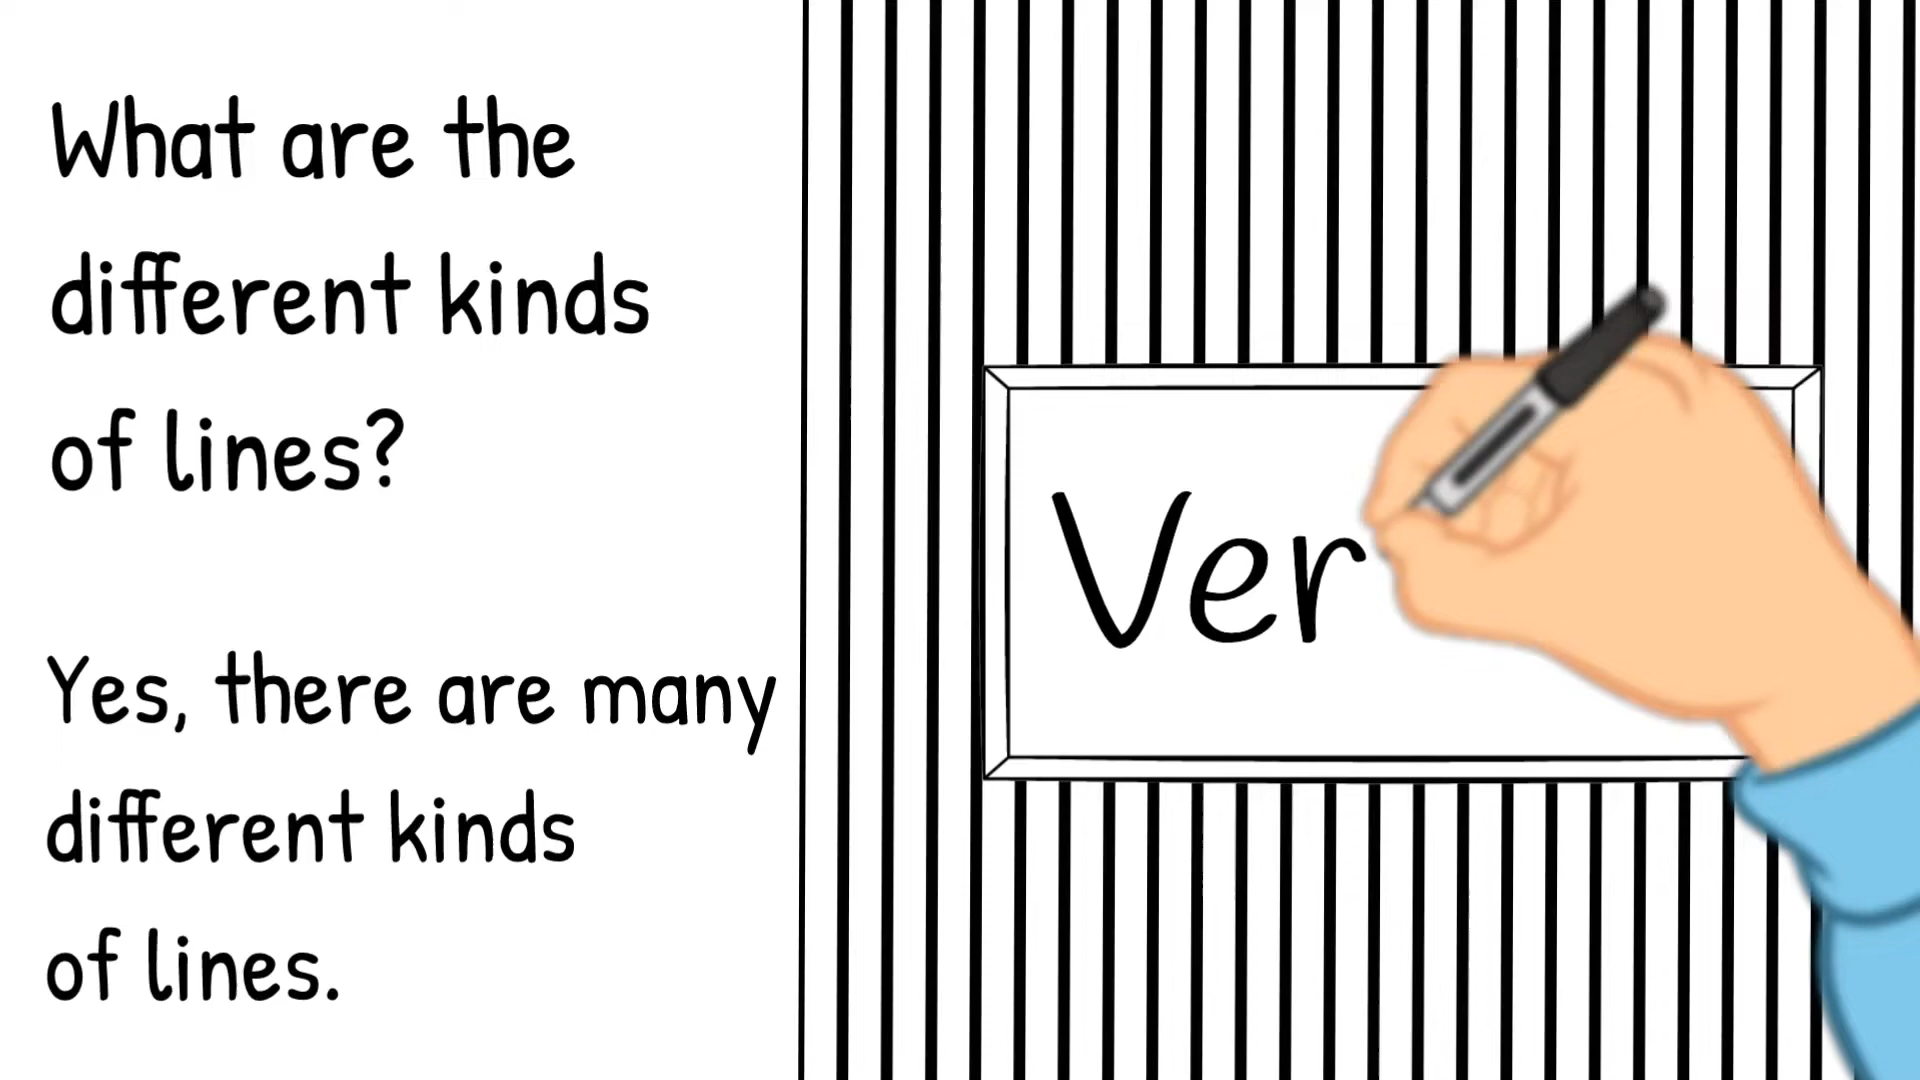 What are the
different kinds
of lines?
Yes, there are many
different kinds
of lines.
Ver